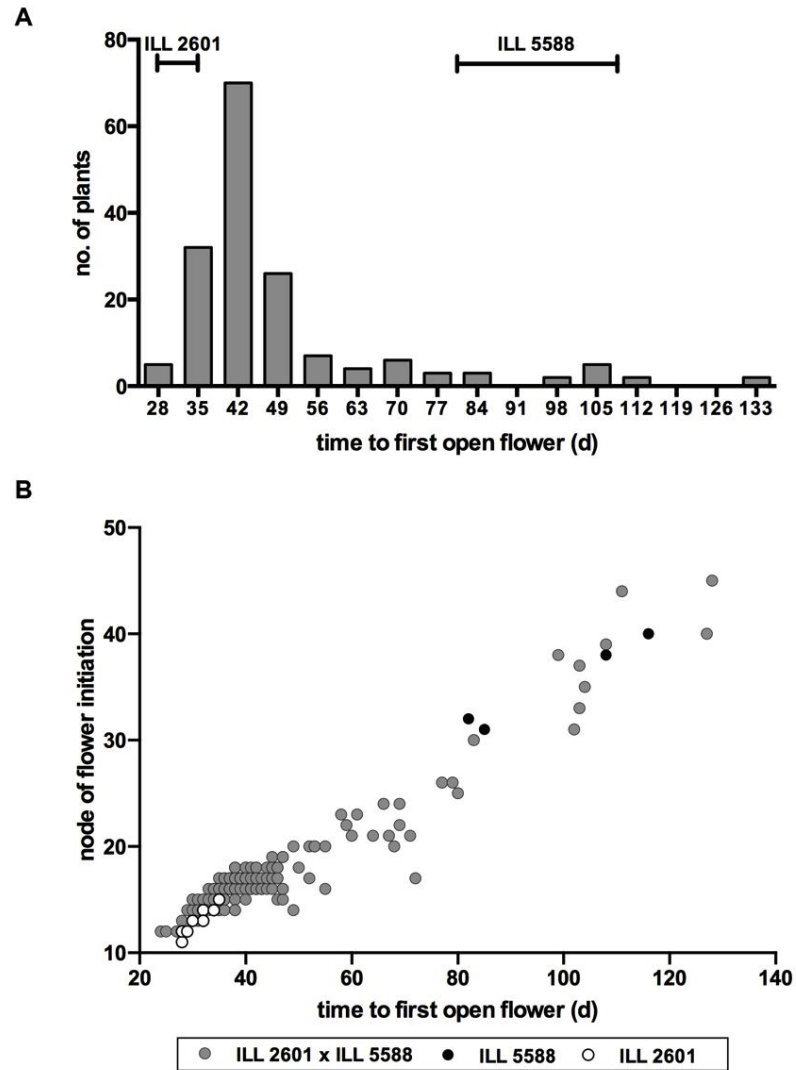 A
ILL 2601 ILL 5588
80
60
40
20
0
no. of plants
28 35 42 49 56 63 70 77 84 91 98 105 112 119 126 133
time to first open flower (d)
B
50
40
30
20
10
node of flower initiation
20 40 60 80 100 120 140
time to first open flower (d)
ILL 2601 x ILL 5588 ILL 5588 ILL 2601